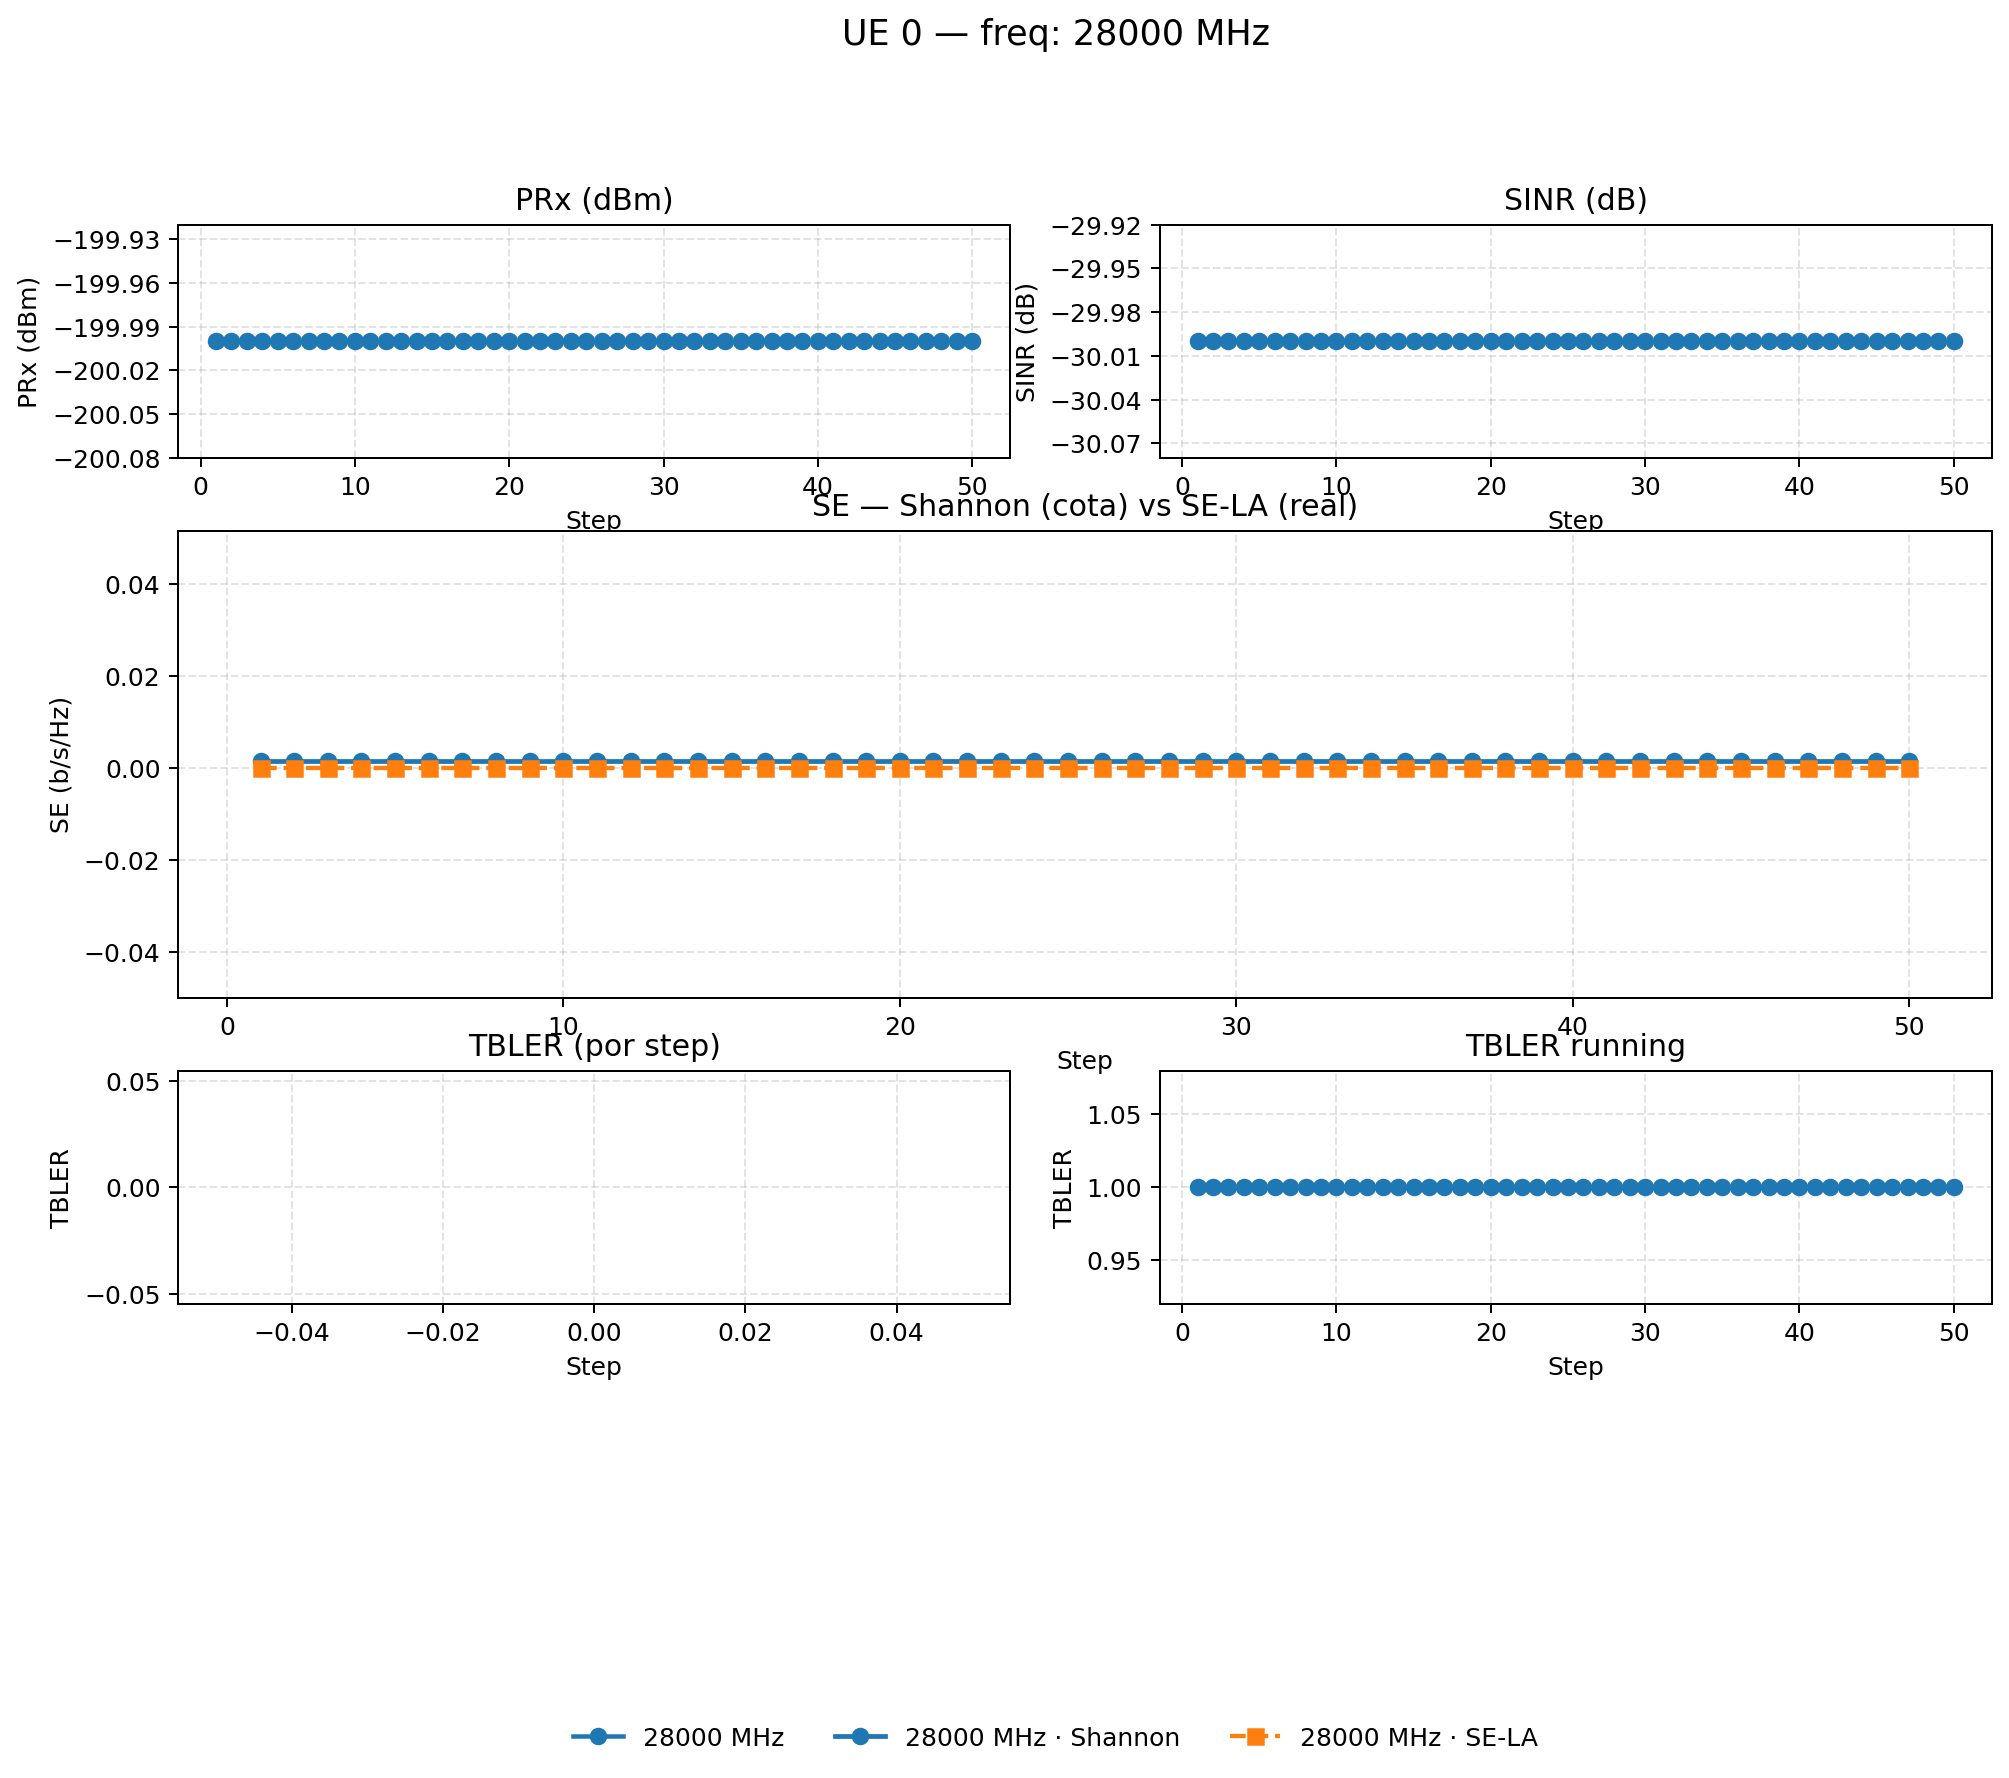 UE 0 — freq: 28000 MHz
PRx (dBm)
PRx (dBm)
−199.93
−199.96
−199.99
−200.02
−200.05
−200.08
0 10 20 30 40 50
Step
SINR (dB)
SINR (dB)
−29.92
−29.95
−29.98
−30.01
−30.04
−30.07
0 10 20 30 40 50
Step
SE — Shannon (cota) vs SE-LA (real)
SE (b/s/Hz)
0.04
0.02
0.00
−0.02
−0.04
0 10 20 30 40 50
Step
TBLER (por step)
TBLER
0.05
0.00
−0.05
−0.04 −0.02 0.00 0.02 0.04
Step
TBLER running
TBLER
1.05
1.00
0.95
0 10 20 30 40 50
Step
28000 MHz 28000 MHz · Shannon 28000 MHz · SE-LA